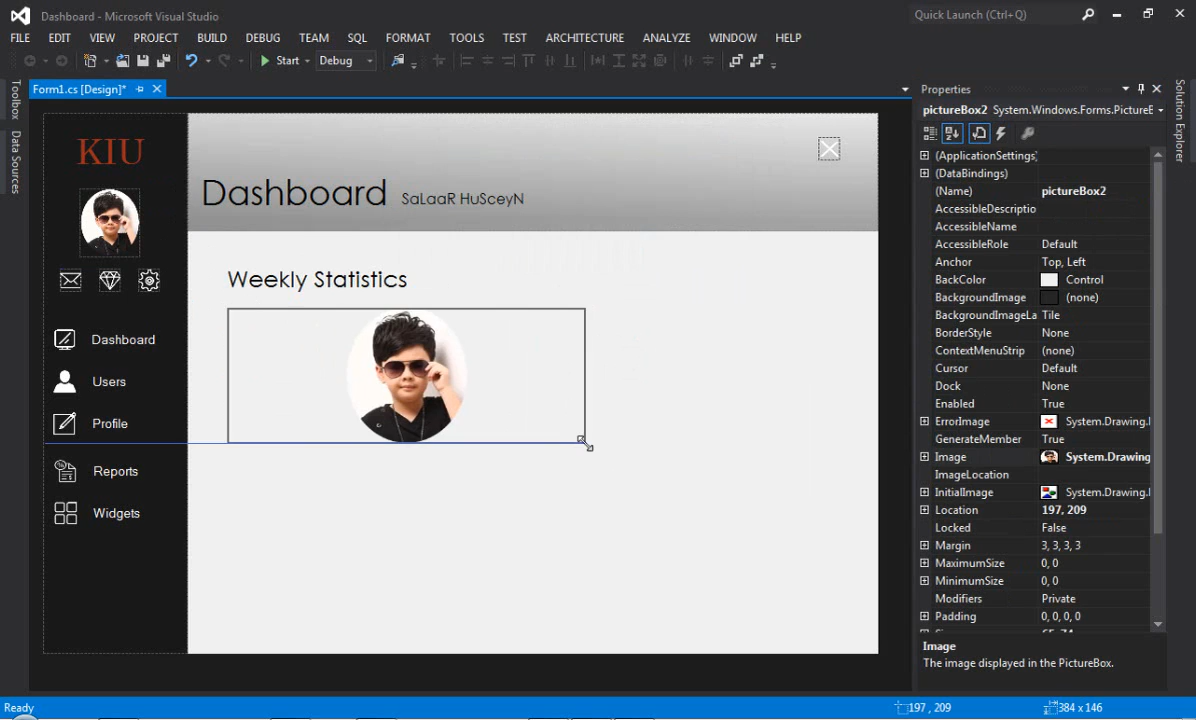 Dashboard - Microsoft Visual Studio
Quick Launch (Ctrl+Q)
FILE EDIT VIEW PROJECT BUILD DEBUG TEAM SQL FORMAT TOOLS TEST ARCHITECTURE ANALYZE WINDOW HELP
Start Debug
Toolbox
Data Sources
Form1.cs [Design]*
KIU
Dashboard
Users
Profile
Reports
Widgets
Dashboard SaLaaR HuSceyN
Weekly Statistics
Properties
pictureBox2 System.Windows.Forms.PictureB
(ApplicationSettings)
(DataBindings)
(Name) pictureBox2
AccessibleDescriptio
AccessibleName
AccessibleRole Default
Anchor Top, Left
BackColor Control
BackgroundImage (none)
BackgroundImageLa Tile
BorderStyle None
ContextMenuStrip (none)
Cursor Default
Dock None
Enabled True
ErrorImage System.Drawing.
GenerateMember True
Image System.Drawing
ImageLocation
InitialImage System.Drawing.
Location 197, 209
Locked False
Margin 3, 3, 3, 3
MaximumSize 0, 0
MinimumSize 0, 0
Modifiers Private
Padding 0, 0, 0, 0
Image
The image displayed in the PictureBox.
Solution Explorer
Ready
197 , 209
384 x 146